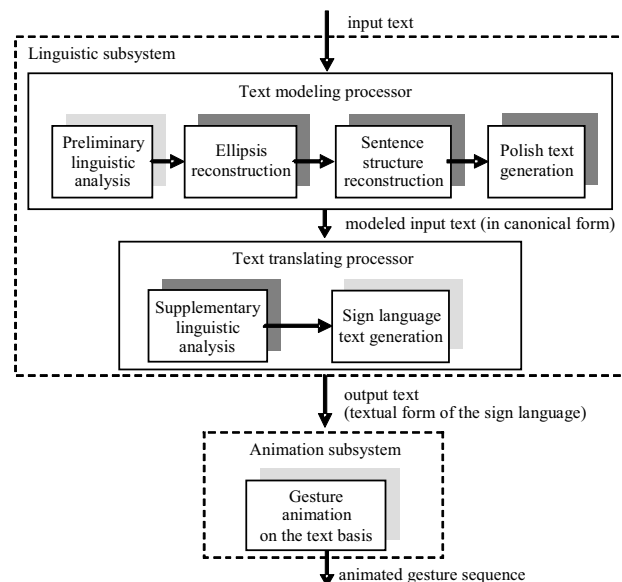 input text
Linguistic subsystem
Text modeling processor
Preliminary
linguistic
analysis
Ellipsis
reconstruction
Sentence
structure
reconstruction
Polish text
generation
modeled input text (in canonical form)
Text translating processor
Supplementary
linguistic
analysis
Sign language
text generation
output text
(textual form of the sign language)
Animation subsystem
Gesture
animation
on the text basis
animated gesture sequence